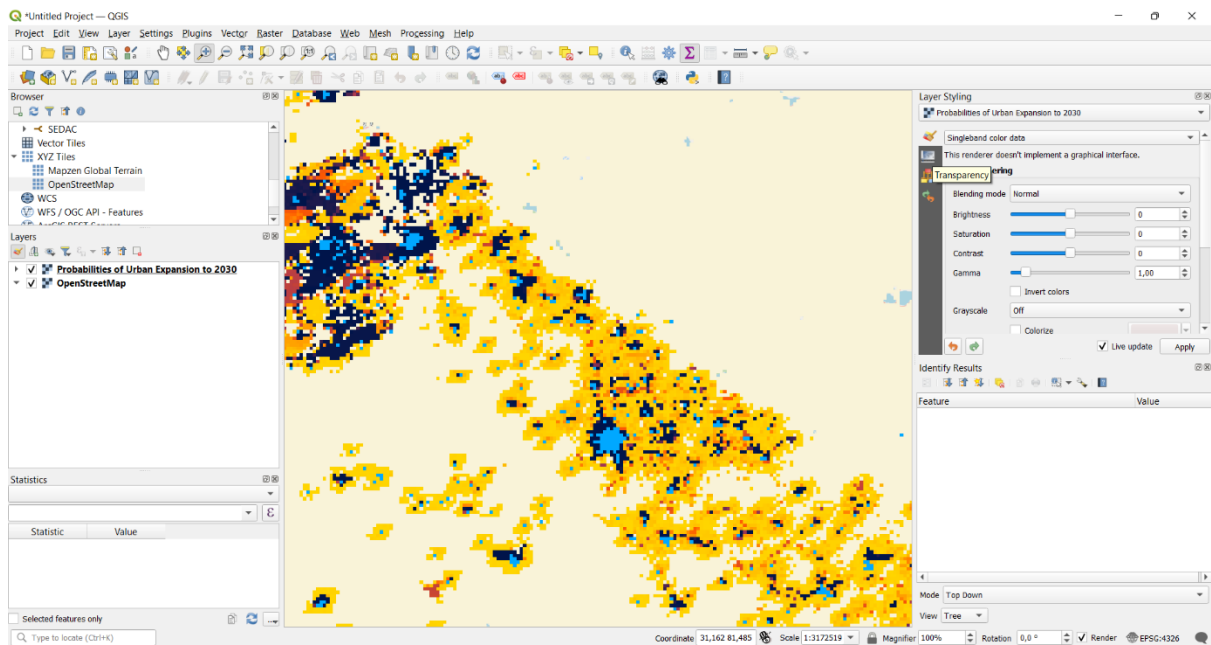 *Untitled Project — QGIS
Project Edit View Layer Settings Plugins Vector Raster Database Web Mesh Processing Help
Browser
SEDAC
Vector Tiles
XYZ Tiles
Mapzen Global Terrain
OpenStreetMap
WCS
WFS / OGC API - Features
Layers
Probabilities of Urban Expansion to 2030
OpenStreetMap
Statistics
Statistic Value
Selected features only
Type to locate (Ctrl+K)
Layer Styling
Probabilities of Urban Expansion to 2030
Singleband color data
This renderer doesn't implement a graphical interface.
Transparency
Blending mode Normal
Brightness 0
Saturation 0
Contrast 0
Gamma 1,00
Invert colors
Grayscale Off
Colorize
Live update Apply
Identify Results
Feature Value
Mode Top Down
View Tree
Coordinate 31,162 81,485 Scale 1:3172519 Magnifier 100% Rotation 0,0 ° Render EPSG:4326